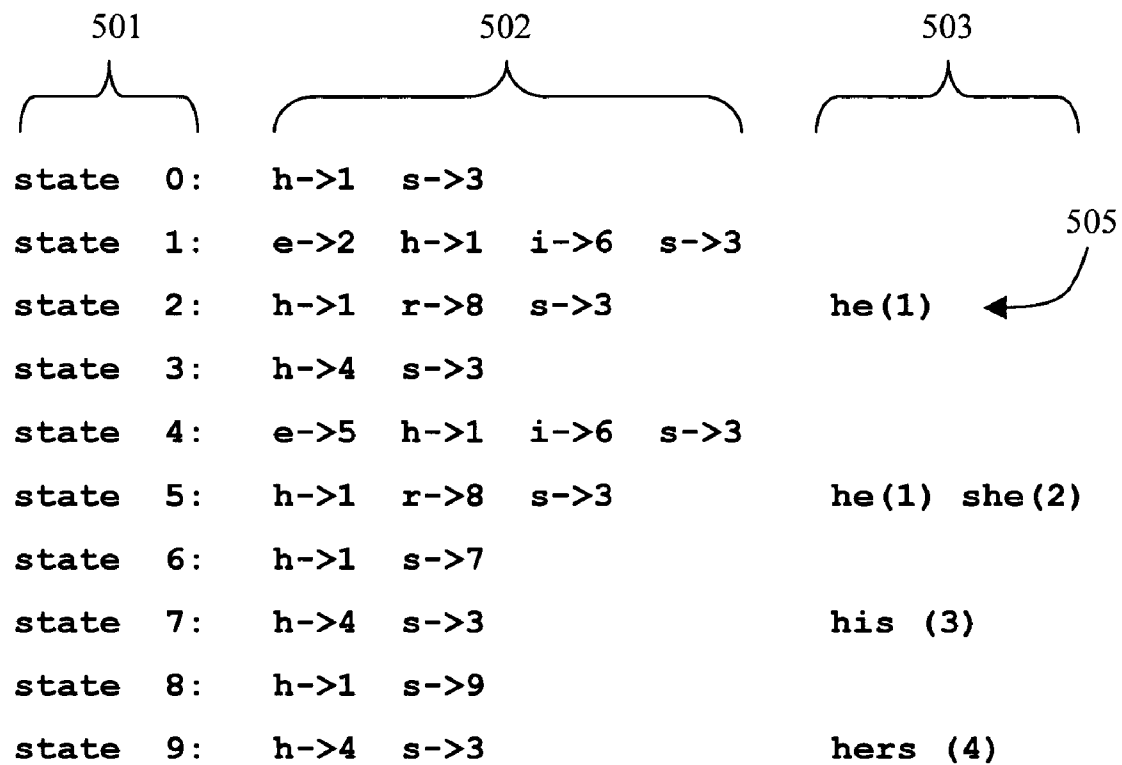 501 502 503
state 0: h->1 s->3
505
state 1: e->2 h->1 i->6 s->3
state 2: h->1 r->8 s->3 he(1)
state 3: h->4 s->3
state 4: e->5 h->1 i->6 s->3
state 5: h->1 r->8 s->3 he(1) she(2)
state 6: h->1 s->7
state 7: h->4 s->3 his (3)
state 8: h->1 s->9
state 9: h->4 s->3 hers (4)